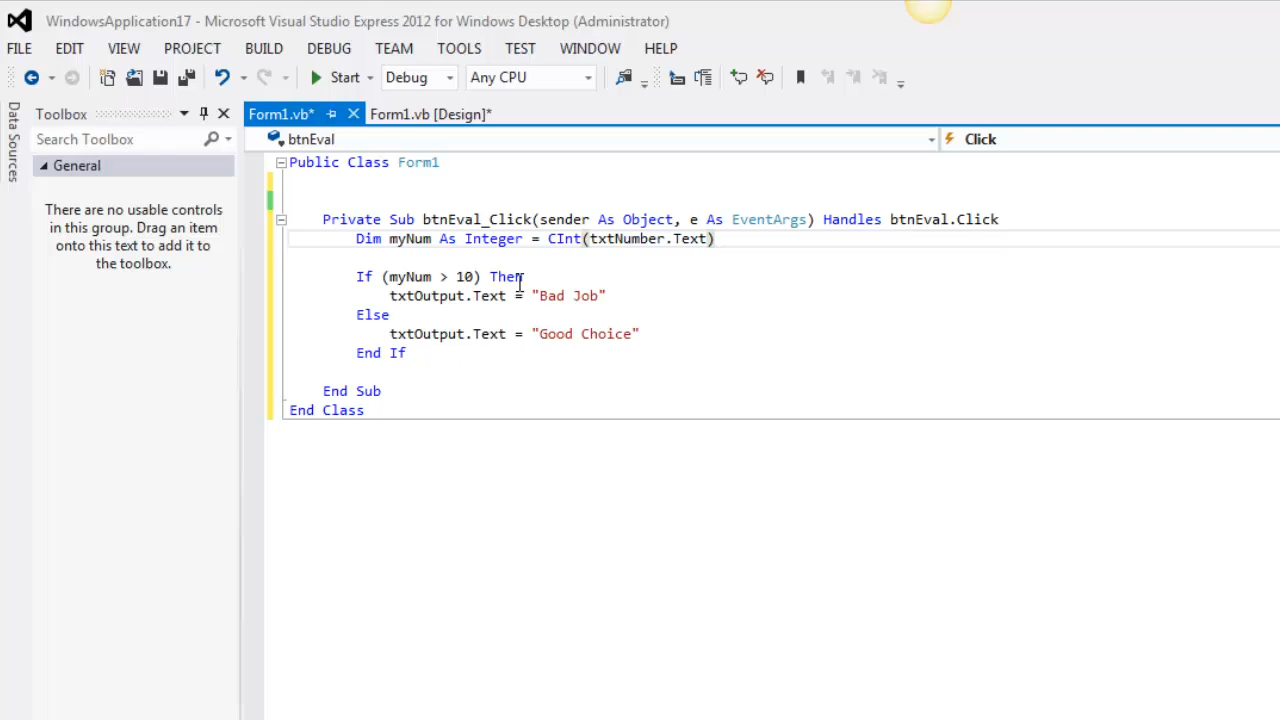 WindowsApplication17 - Microsoft Visual Studio Express 2012 for Windows Desktop (Administrator)
FILE EDIT VIEW PROJECT BUILD DEBUG TEAM TOOLS TEST WINDOW HELP
Start Debug Any CPU
Data Sources
Toolbox
Form1.vb* Form1.vb [Design]*
Search Toolbox
btnEval Click
General
There are no usable controls
in this group. Drag an item
onto this text to add it to
the toolbox.
Public Class Form1
Private Sub btnEval_Click(sender As Object, e As EventArgs) Handles btnEval.Click
Dim myNum As Integer = CInt(txtNumber.Text)
If (myNum > 10) Then
txtOutput.Text = "Bad Job"
Else
txtOutput.Text = "Good Choice"
End If
End Sub
End Class